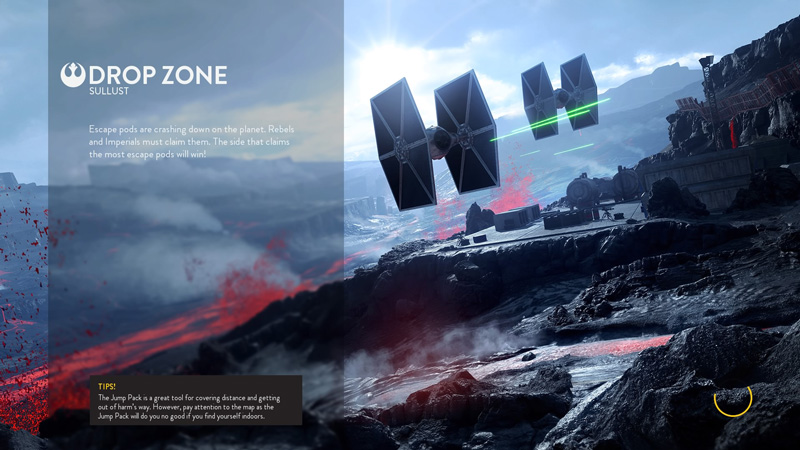 DROP ZONE
SULLUST
Escape pods are crashing down on the planet. Rebels
and Imperials must claim them. The side that claims
the most escape pods will win!
TIPS!
The Jump Pack is a great tool for covering distance and getting
out of harm's way. However, pay attention to the map as the
Jump Pack will do you no good if you find yourself indoors.